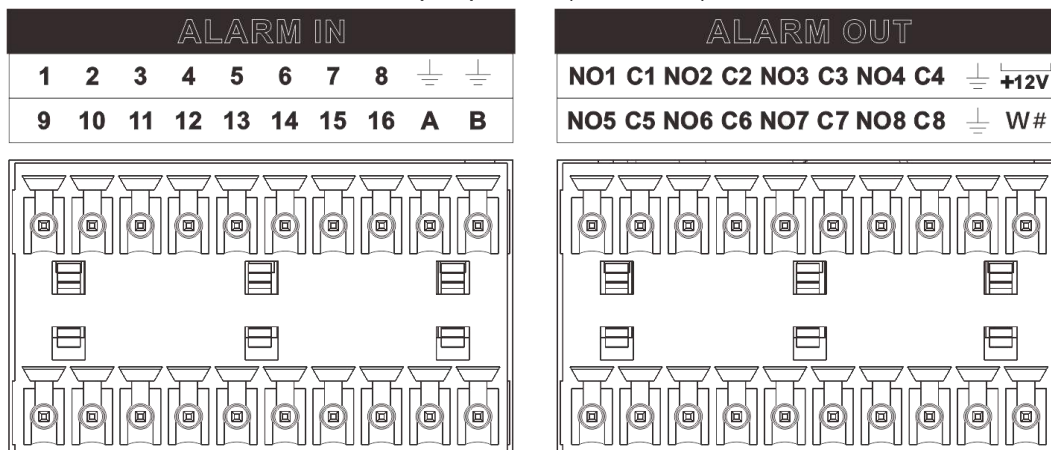 ALARM IN
1 2 3 4 5 6 7 8
9 10 11 12 13 14 15 16 A B
ALARM OUT
NO1 C1 NO2 C2 NO3 C3 NO4 C4 +12V
NO5 C5 NO6 C6 NO7 C7 NO8 C8 W#